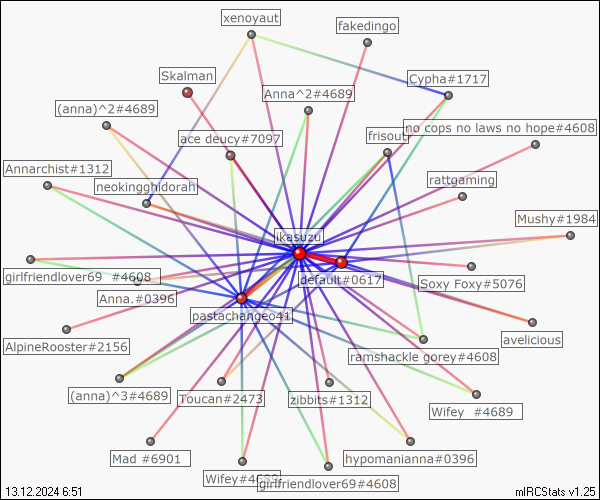 xenoyaut
fakedingo
Skalman
Cypha#1717
Anna^2#4689
(anna)^2#4689
ace deucy#7097
frisouti
no cops no laws no hope#4608
Annarchist#1312
neokingghidorah
rattgaming
Mushy#1984
ikasuzu
girlfriendlover69 #4608
default#0617
Soxy Foxy#5076
Anna.#0396
pastachange41
AlpineRooster#2156
avelicious
ramshackle gorey#4608
(anna)^3#4689
Toucan#2473
zibbits#1312
Wifey #4689
Mad #6901
hypomanianna#0396
Wifey#4689
girlfriendlover69#4608
13.12.2024 6:51
mIRCStats v1.25